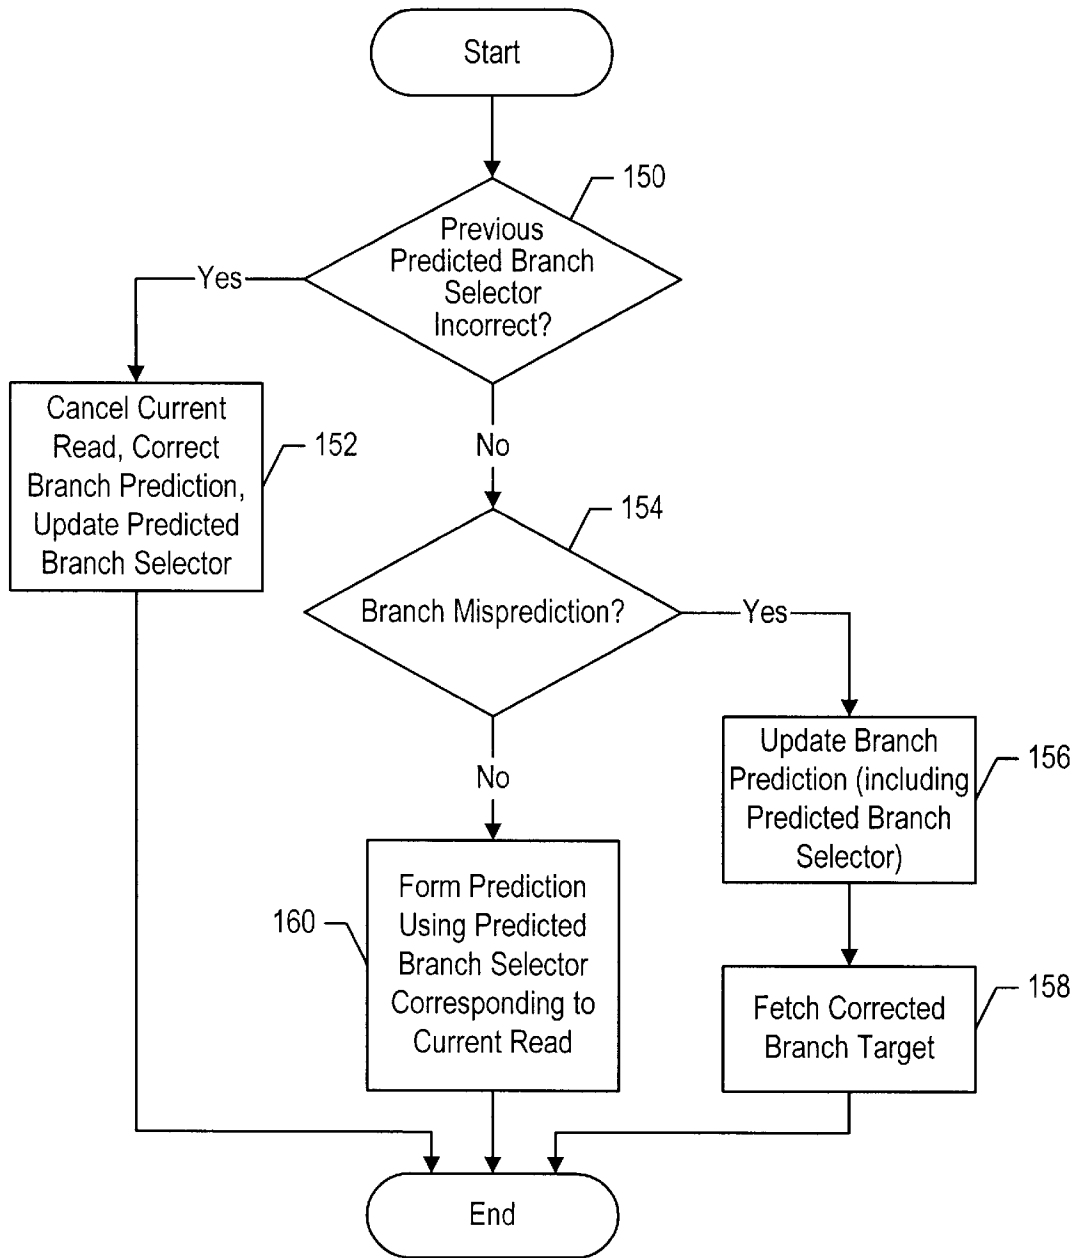 Start
150
Previous
Predicted Branch
Selector
Incorrect?
Yes
Cancel Current
Read, Correct
Branch Prediction,
Update Predicted
Branch Selector
152
No
154
Branch Misprediction?
Yes
Update Branch
Prediction (including
Predicted Branch
Selector)
156
No
Form Prediction
Using Predicted
Branch Selector
Corresponding to
Current Read
160
Fetch Corrected
Branch Target
158
End